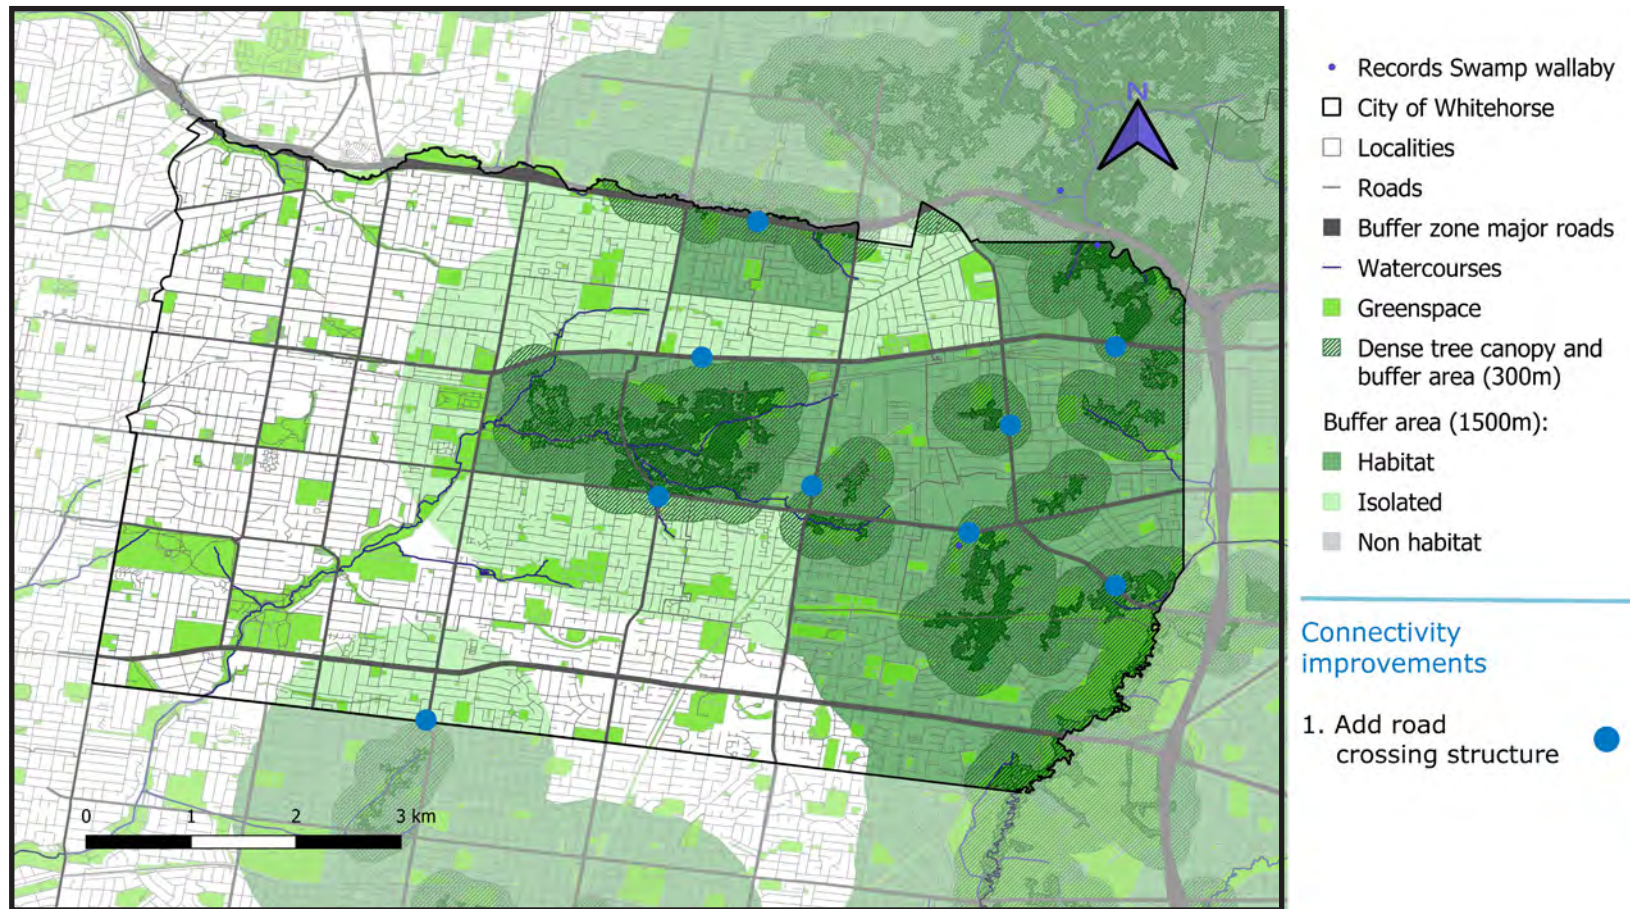 N
Records Swamp wallaby
City of Whitehorse
Localities
Roads
Buffer zone major roads
Watercourses
Greenspace
Dense tree canopy and
buffer area (300m)
Buffer area (1500m):
Habitat
Isolated
Non habitat
Connectivity
improvements
1. Add road
crossing structure
0 1 2 3 km